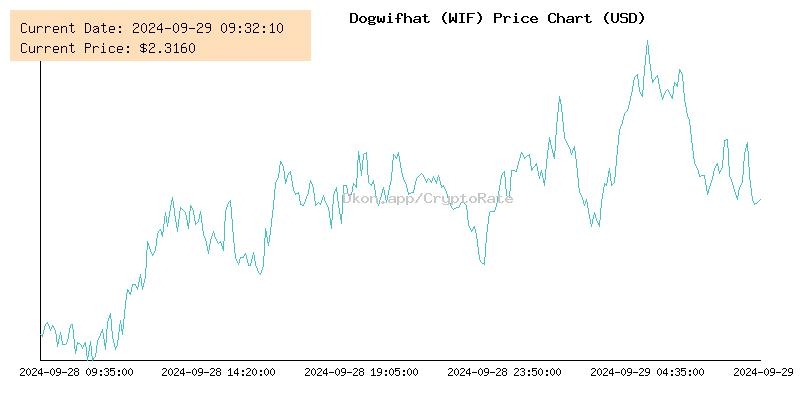 Dogwifhat (WIF) Price Chart (USD)
Current Date: 2024-09-29 09:32:10
Current Price: $2.3160
Okon.app/CryptoRate
2024-09-28 09:35:00
2024-09-28 14:20:00
2024-09-28 19:05:00
2024-09-28 23:50:00
2024-09-29 04:35:00
2024-09-29